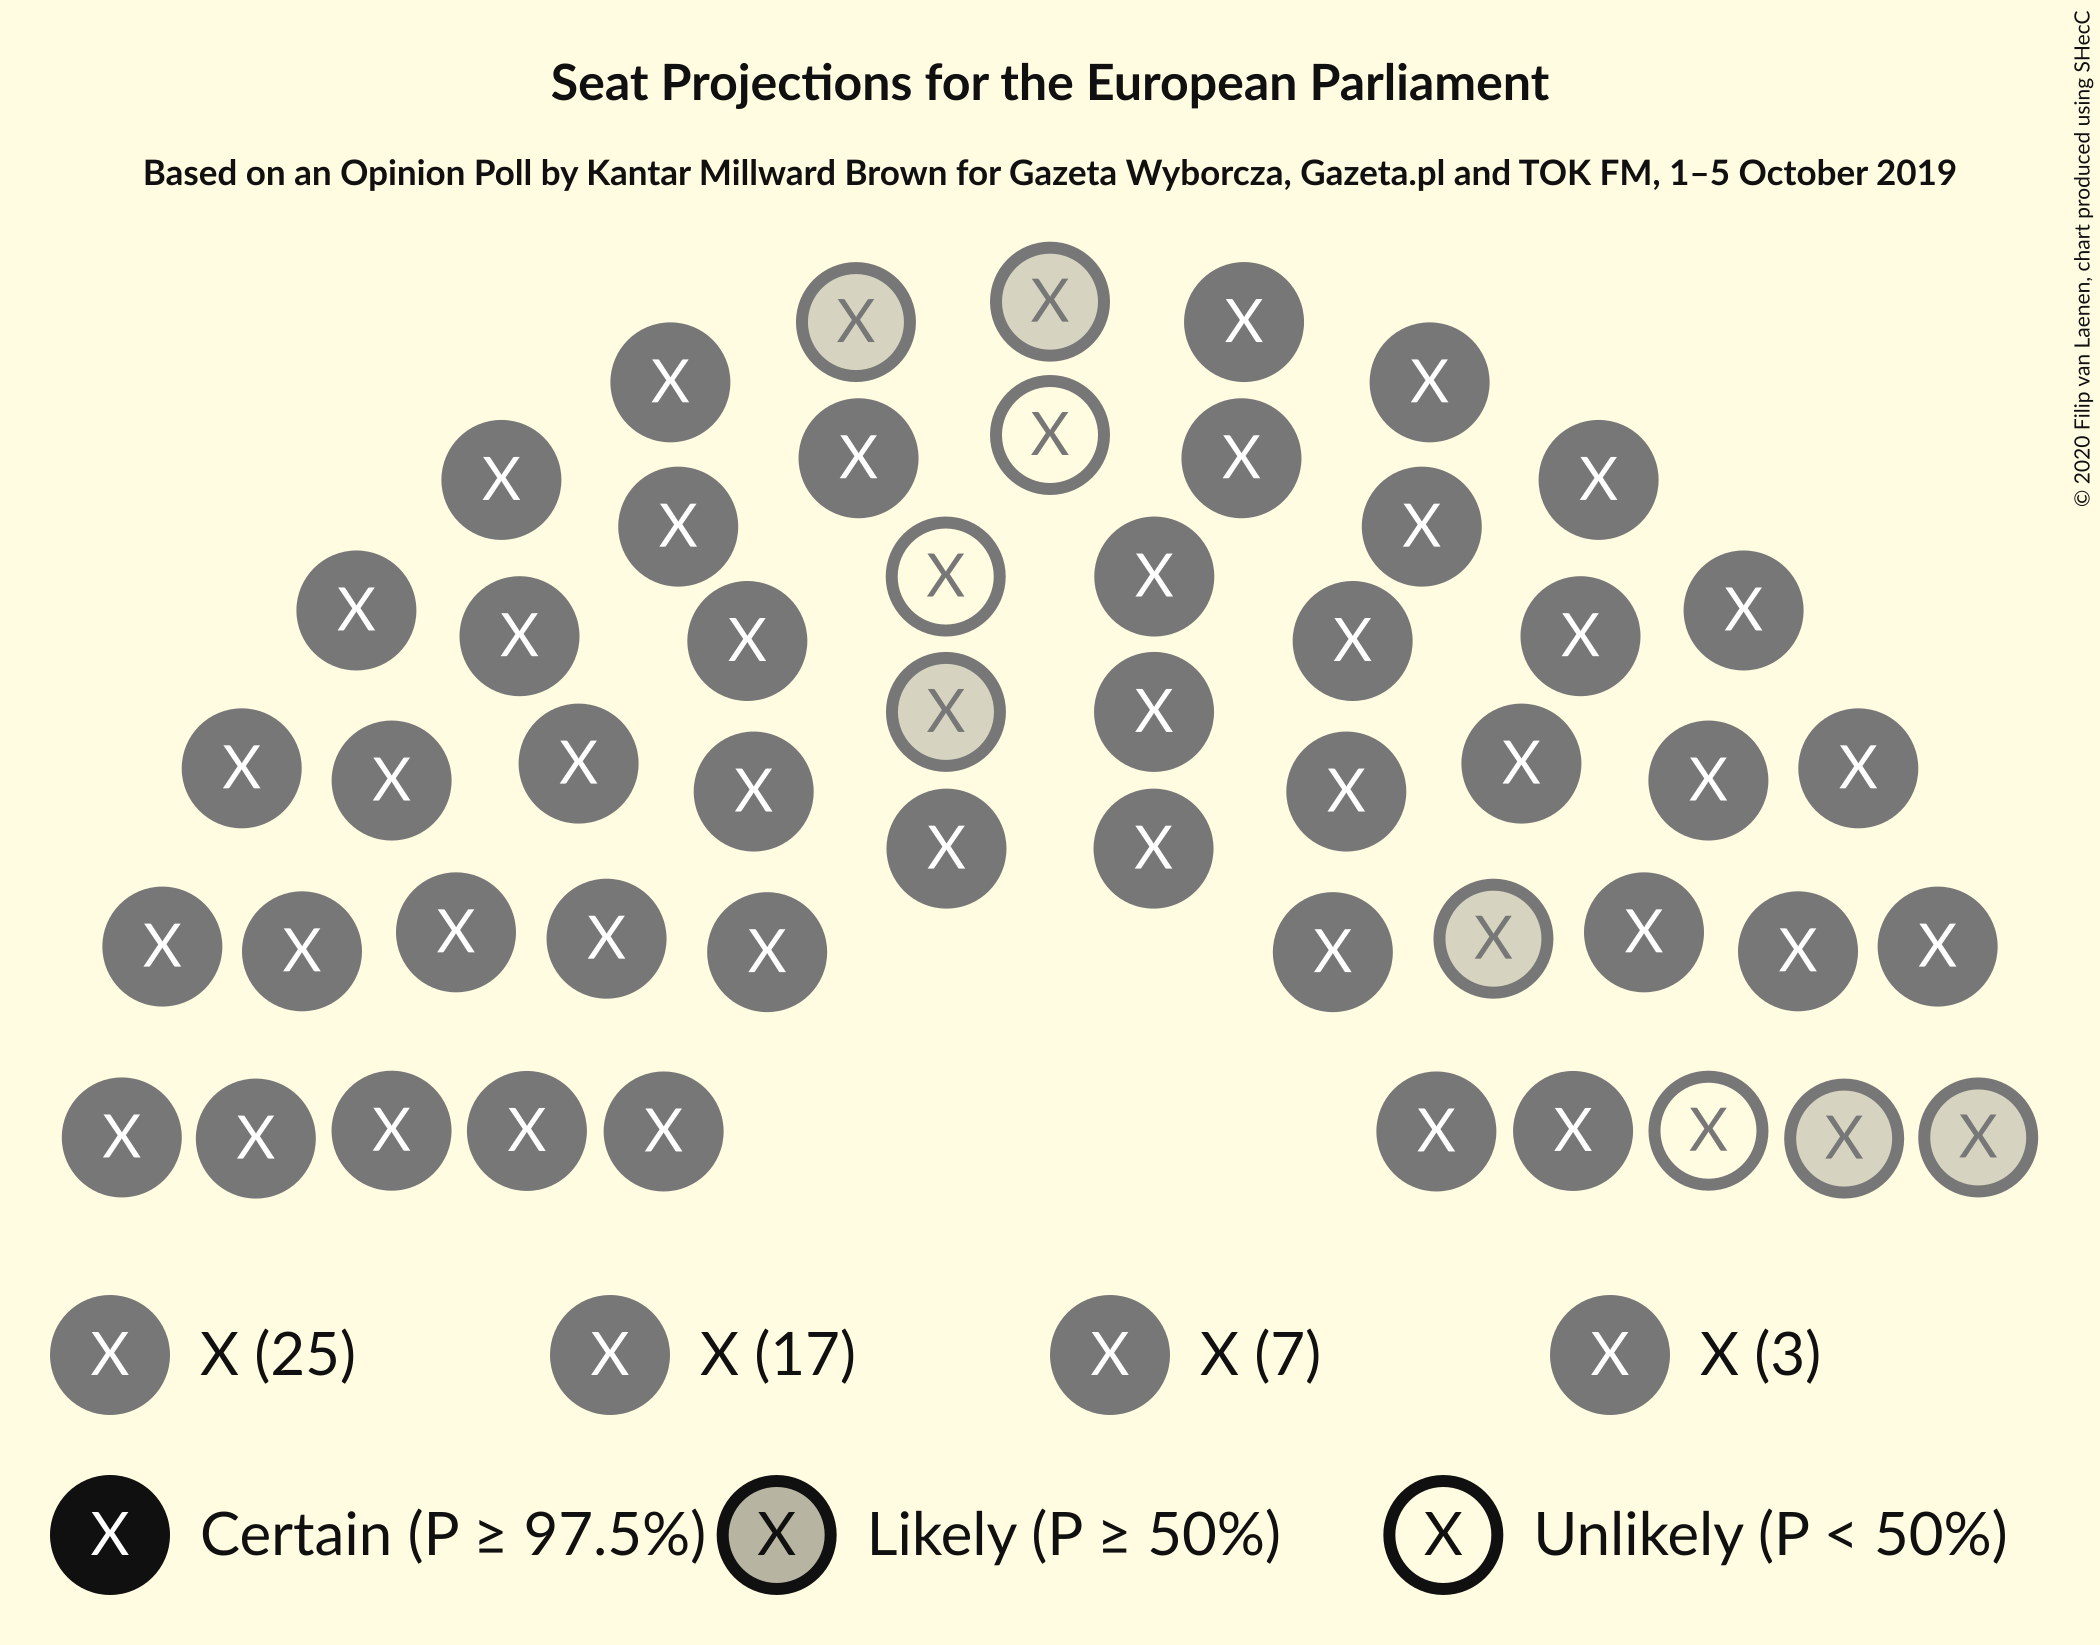 © 2020 Filip van Laenen, chart produced using SHecC
Seat Projections for the European Parliament
Based on an Opinion Poll by Kantar Millward Brown for Gazeta Wyborcza, Gazeta.pl and TOK FM, 1–5 October 2019
X
X X
X X
X
X X
X X
X X
X X
X X
X X
X X
X X
X X
X X
X X
X X
X X
X X X X X X X X X X
X X X X X X X X X X
X X (25) X X (17) X X (7) X X (3)
X Certain (P ≥ 97.5%) X Likely (P ≥ 50%) X Unlikely (P < 50%)